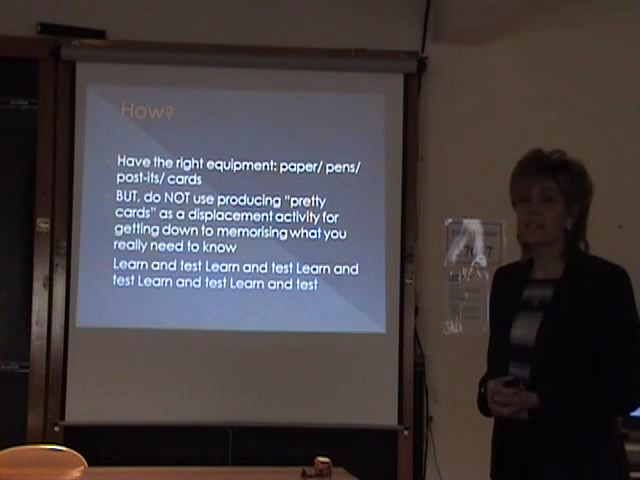 How?
Have the right equipment: paper/ pens/
post-its/ cards
BUT, do NOT use producing "pretty
cards" as a displacement activity for
getting down to memorising what you
really need to know
Learn and test Learn and test Learn and
test Learn and test Learn and test